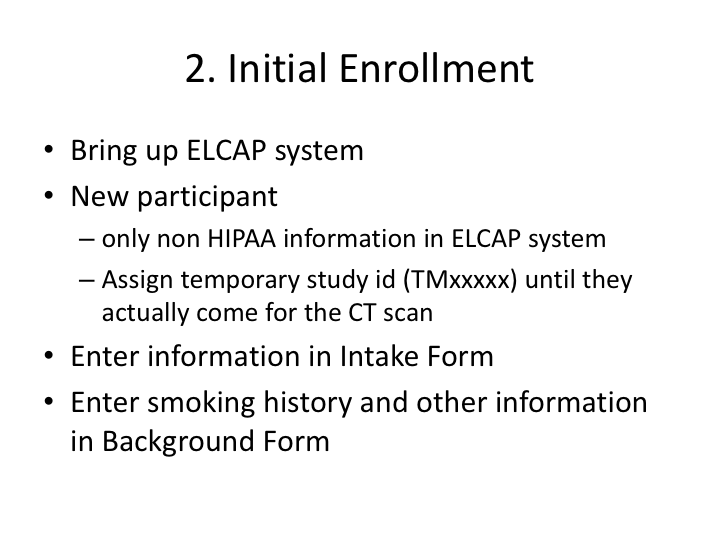 2. Initial Enrollment
• Bring up ELCAP system
• New participant
– only non HIPAA information in ELCAP system
– Assign temporary study id (TMxxxxx) until they
actually come for the CT scan
• Enter information in Intake Form
• Enter smoking history and other information
in Background Form